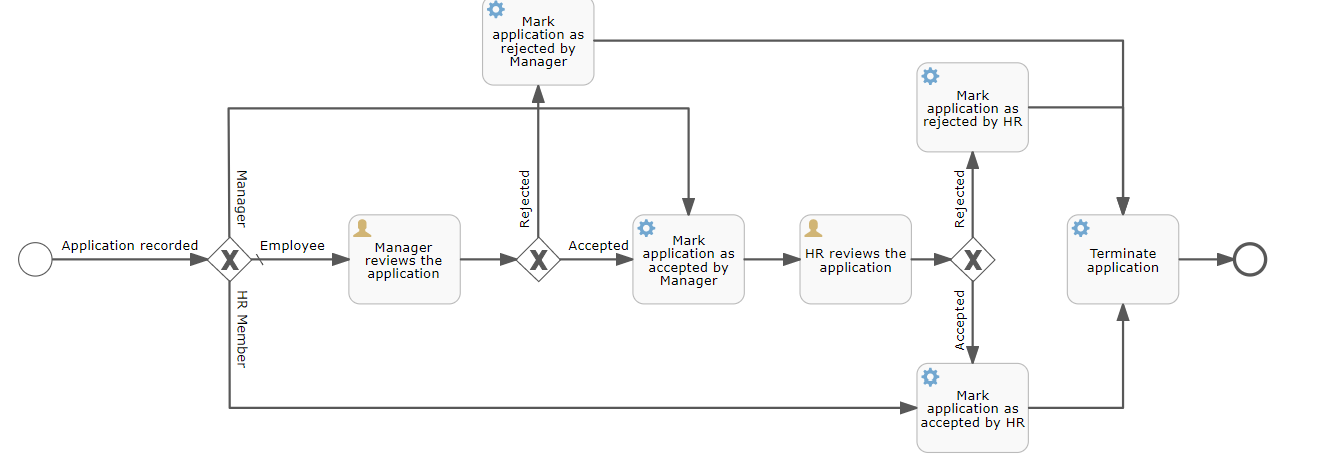 Mark
application as
rejected by
Manager
Mark
application as
rejected by HR
Manager
Rejected
Rejected
Application recorded
Employee
Manager
reviews the
application
Accepted
Mark
application as
accepted by
Manager
HR reviews the
application
Terminate
application
HR Member
Accepted
Mark
application as
accepted by HR